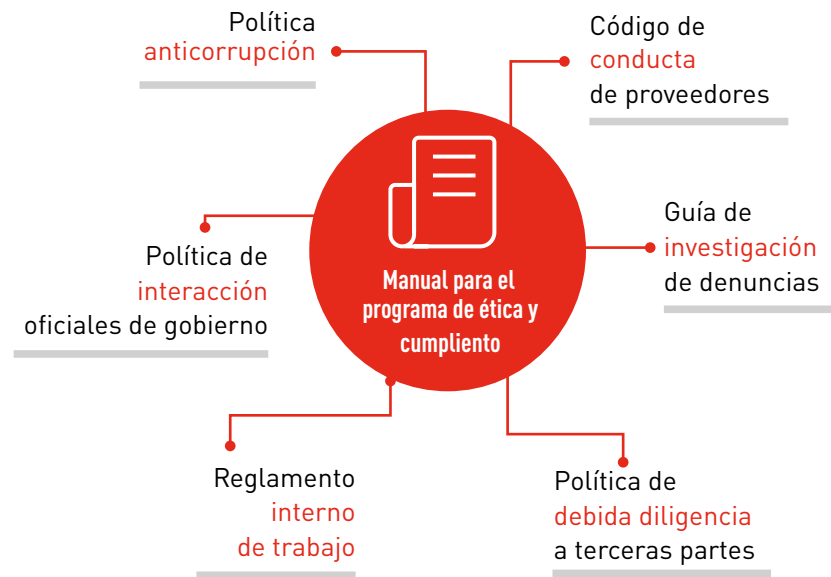 Política
anticorrupción
Código de
conducta
de proveedores
Política de
interacción
oficiales de gobierno
Manual para el
programa de ética y
cumpliento
Guía de
investigación
de denuncias
Reglamento
interno
de trabajo
Política de
debida diligencia
a terceras partes